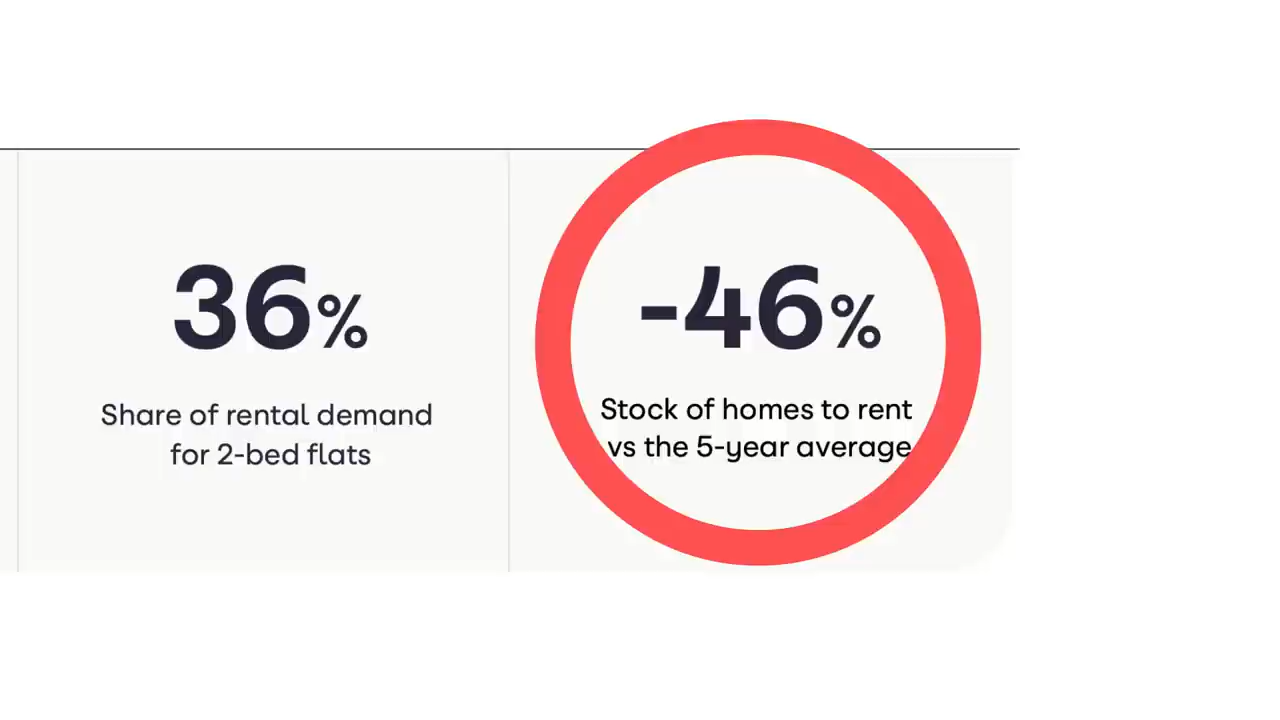 36%
Share of rental demand
for 2-bed flats
-46%
Stock of homes to rent
vs the 5-year average